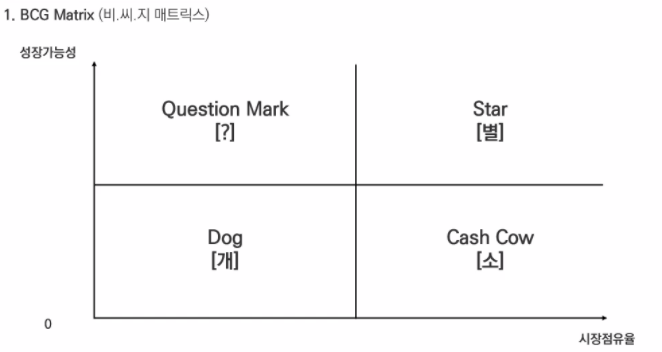 1. BCG Matrix (비.씨.지 매트릭스)
성장가능성
Question Mark
[?]
Star
[별]
Dog
[개]
Cash Cow
[소]
0
시장점유율